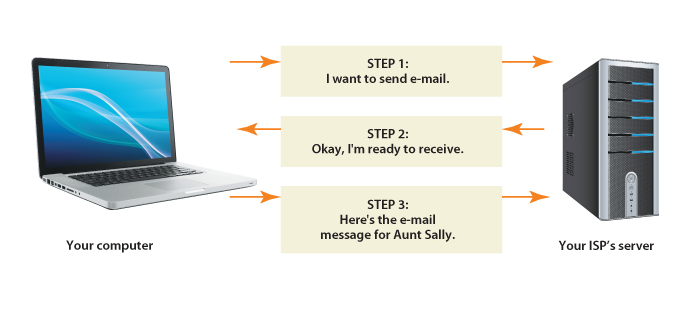 STEP 1:
I want to send e-mail.
STEP 2:
Okay, I'm ready to receive.
STEP 3:
Here's the e-mail
message for Aunt Sally.
Your computer
Your ISP’s server